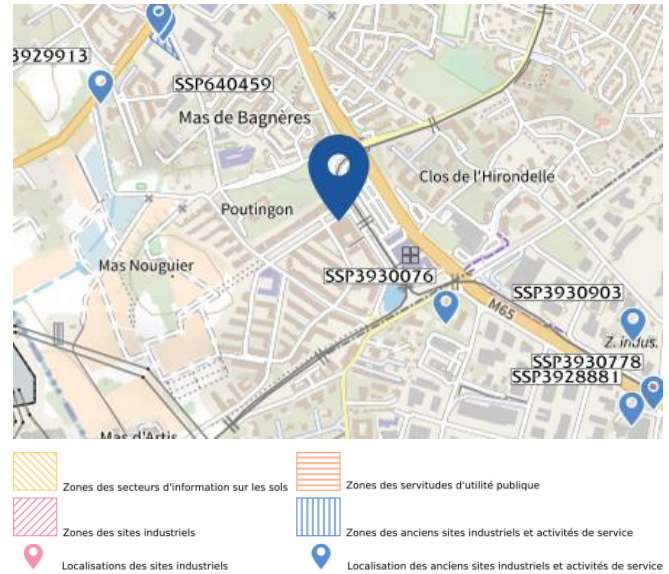 3929913
SSP640459
Mas de Bagnères
Clos de l'Hirondelle
Poutingon
Mas Nouguier
SSP3930076
SSP3930903
M65
Z. indus.
SSP3930778
SSP3928881
Mas d'Artis
Zones des secteurs d'information sur les sols
Zones des servitudes d'utilité publique
Zones des sites industriels
Zones des anciens sites industriels et activités de service
Localisations des sites industriels
Localisation des anciens sites industriels et activités de service